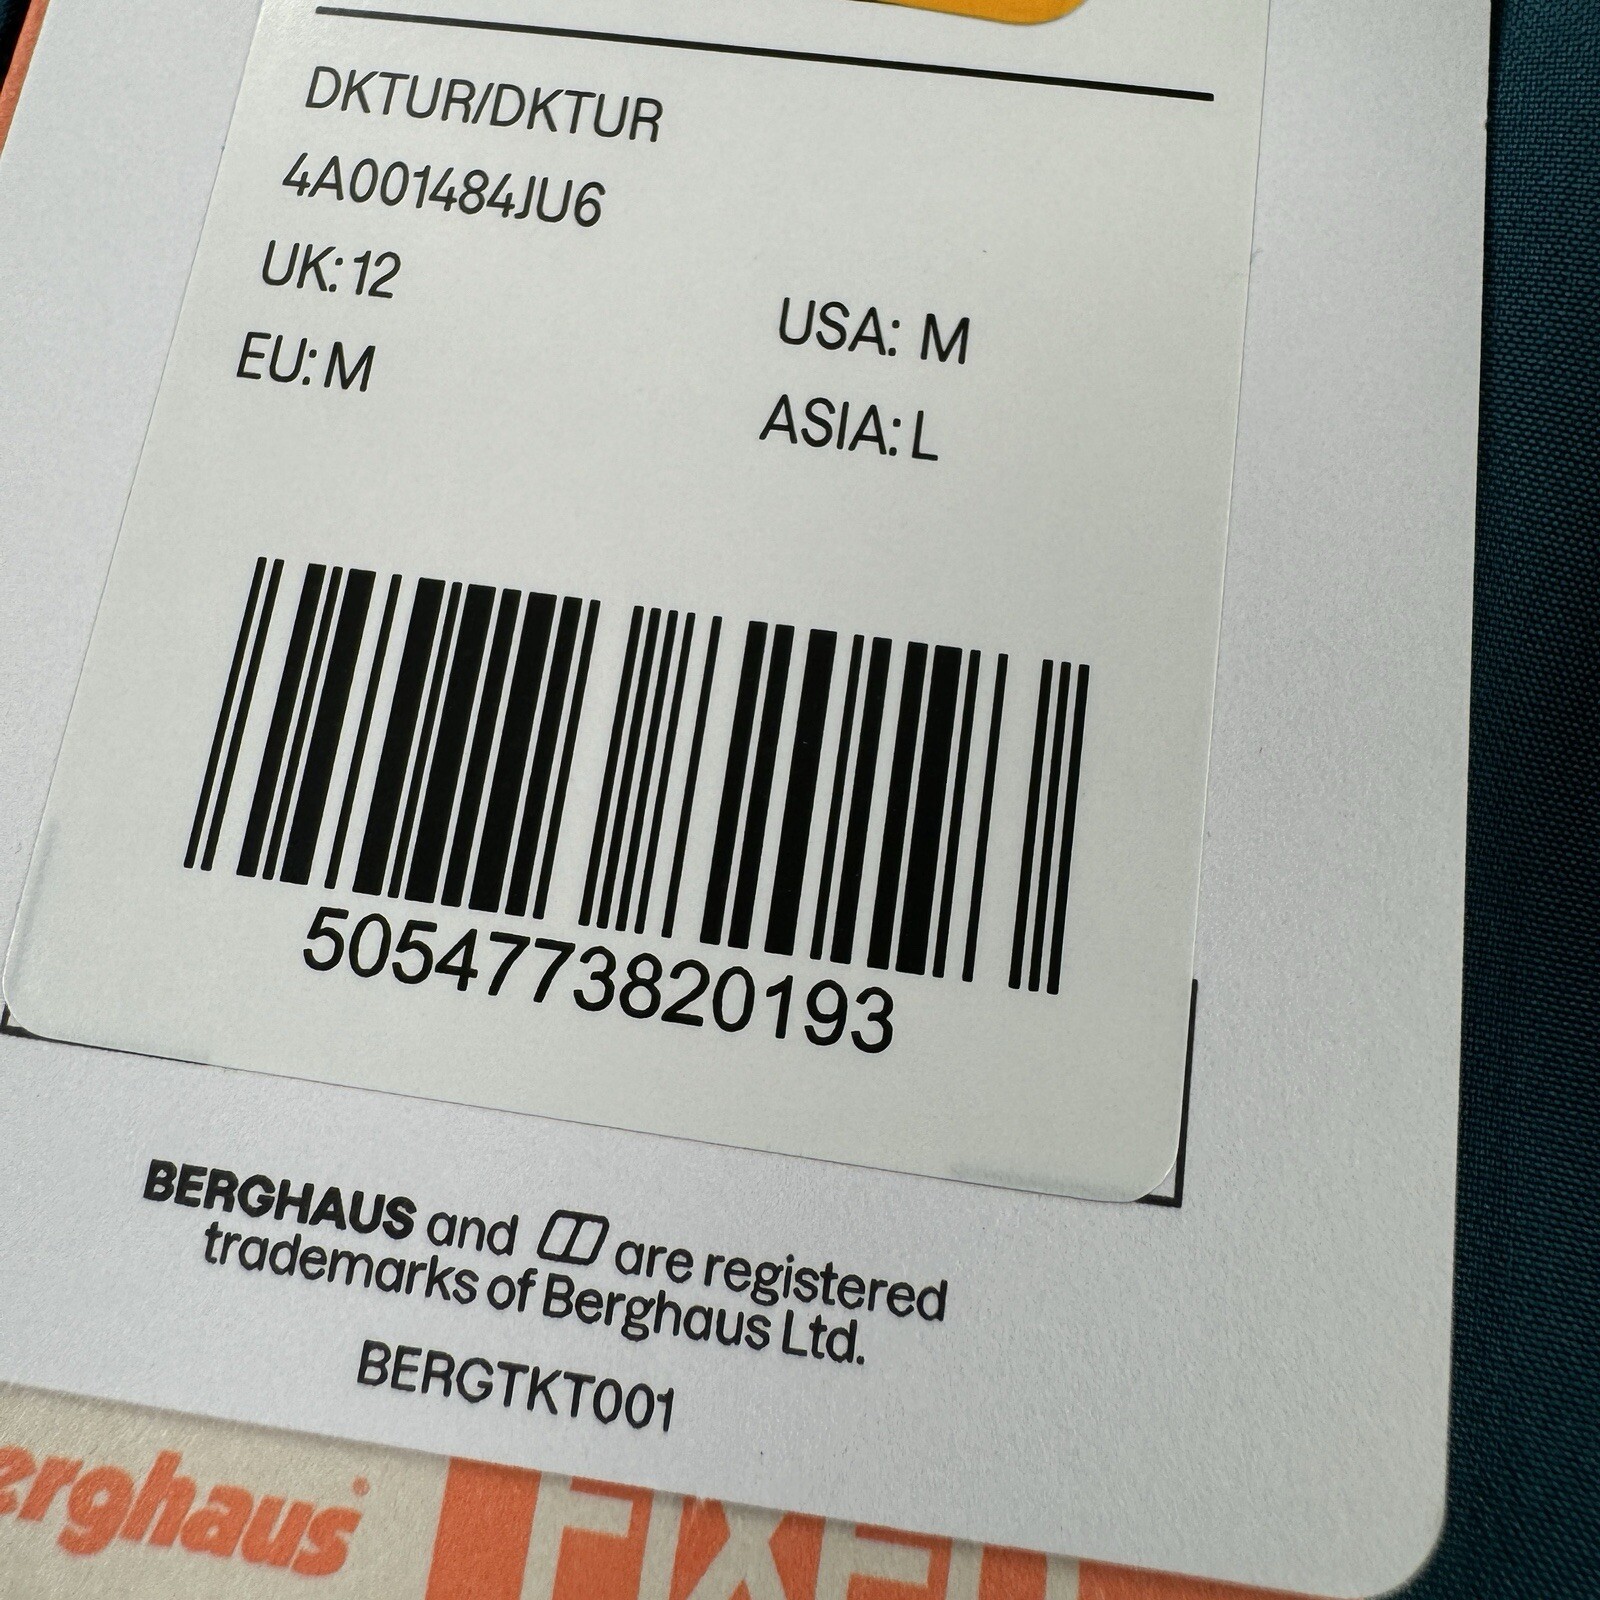 DKTUR/DKTUR
4A001484JU6
UK: 12
EU: M
USA: M
ASIA: L
5054773820193
BERGHAUS and are registered
trademarks of Berghaus Ltd.
BERGTKT001
erghaus